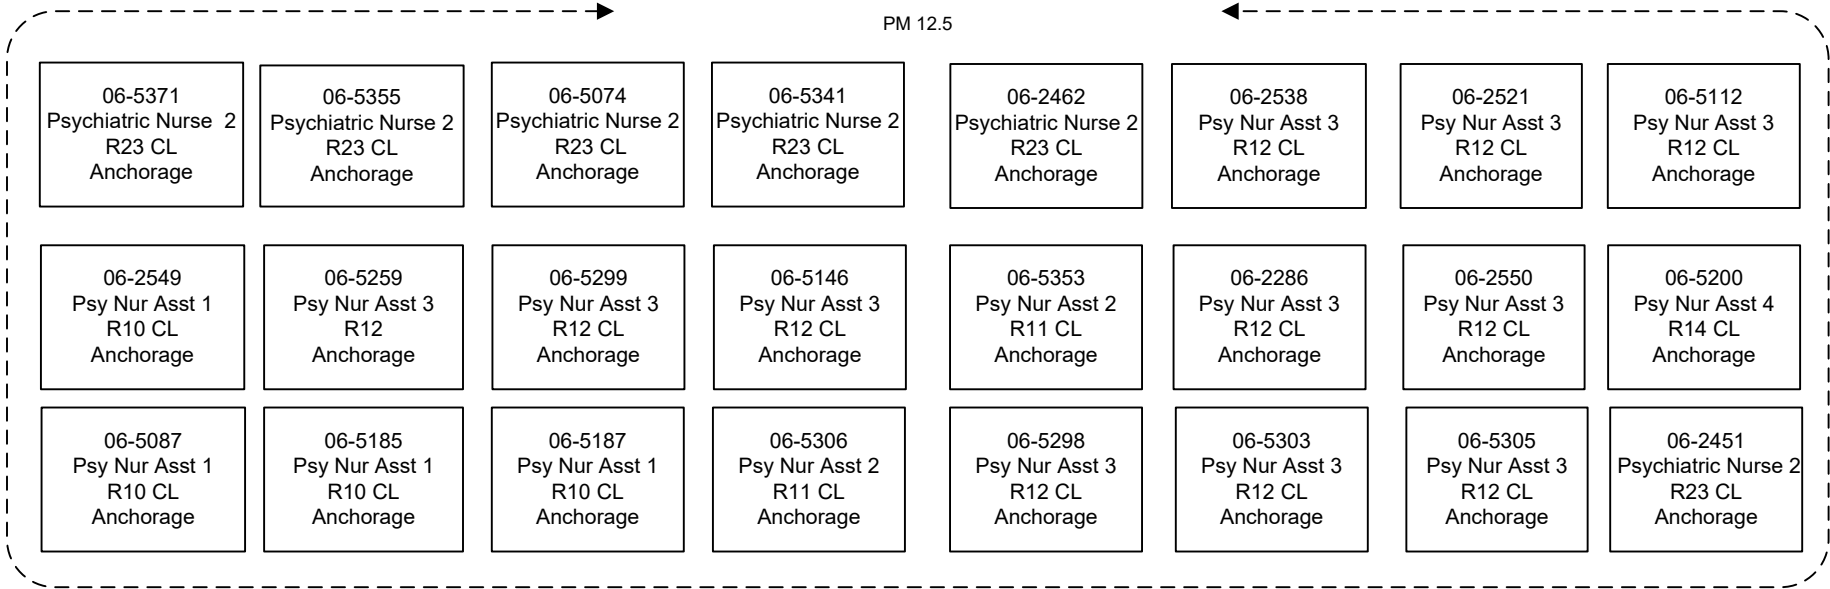 PM 12.5
06-5371
Psychiatric Nurse  2
R23 CL
Anchorage
06-5355
Psychiatric Nurse 2
R23 CL
Anchorage
06-5074
Psychiatric Nurse 2
R23 CL
Anchorage
06-5341
Psychiatric Nurse 2
R23 CL
Anchorage
06-2462
Psychiatric Nurse 2
R23 CL
Anchorage
06-2538
Psy Nur Asst 3
R12 CL
Anchorage
06-2521
Psy Nur Asst 3
R12 CL
Anchorage
06-5112
Psy Nur Asst 3
R12 CL
Anchorage
06-2549
Psy Nur Asst 1
R10 CL
Anchorage
06-5259
Psy Nur Asst 3
R12
Anchorage
06-5299
Psy Nur Asst 3
R12 CL
Anchorage
06-5146
Psy Nur Asst 3
R12 CL
Anchorage
06-5353
Psy Nur Asst 2
R11 CL
Anchorage
06-2286
Psy Nur Asst 3
R12 CL
Anchorage
06-2550
Psy Nur Asst 3
R12 CL
Anchorage
06-5200
Psy Nur Asst 4
R14 CL
Anchorage
06-5087
Psy Nur Asst 1
R10 CL
Anchorage
06-5185
Psy Nur Asst 1
R10 CL
Anchorage
06-5187
Psy Nur Asst 1
R10 CL
Anchorage
06-5306
Psy Nur Asst 2
R11 CL
Anchorage
06-5298
Psy Nur Asst 3
R12 CL
Anchorage
06-5303
Psy Nur Asst 3
R12 CL
Anchorage
06-5305
Psy Nur Asst 3
R12 CL
Anchorage
06-2451
Psychiatric Nurse 2
R23 CL
Anchorage